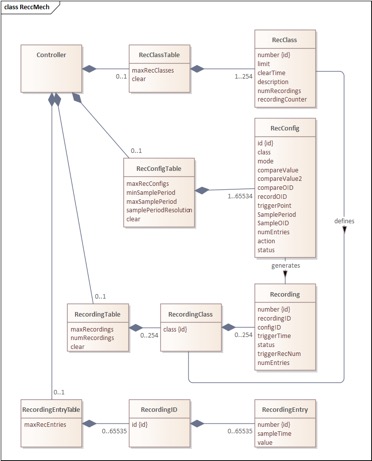 class ReccMech
Controller
RecClassTable
maxRecClasses
clear
0..1
1..254
RecClass
number {id}
limit
clearTime
description
numRecordings
recordingCounter
RecConfigTable
maxRecConfigs
minSamplePeriod
maxSamplePeriod
samplePeriodResolution
clear
0..1
1..65534
RecConfig
id {id}
class
mode
compareValue
compareValue2
compareOID
recordOID
triggerPoint
SamplePeriod
SampleOID
numEntries
action
status
defines
generates
RecordingTable
maxRecordings
numRecordings
clear
0..1
0..254
RecordingClass
class {id}
0..254
Recording
number {id}
recordingID
configID
triggerTime
status
triggerRecNum
numEntries
RecordingEntryTable
maxRecEntries
0..1
0..65535
RecordingID
id {id}
0..65535
RecordingEntry
number {id}
sampleTime
value